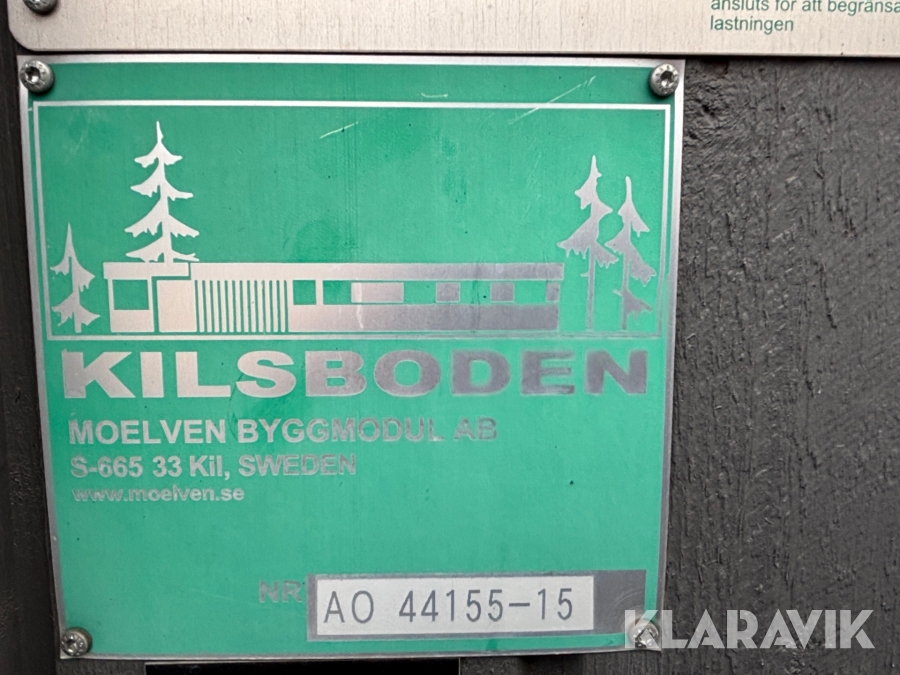 ansluts för att begränsa
lastningen
KILSBODEN
MOELVEN BYGGMODUL AB
S-665 33 Kil, SWEDEN
www.moelven.se
NR AO 44155-15
KLARAVIK